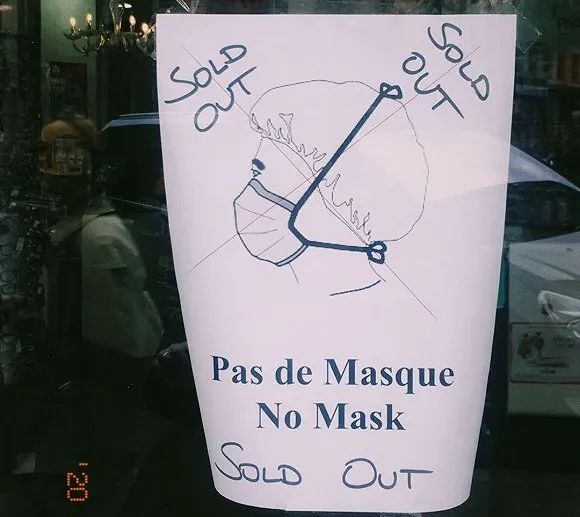 SOLD
OUT
SOLD
OUT
Pas de Masque
No Mask
SOLD OUT
'20